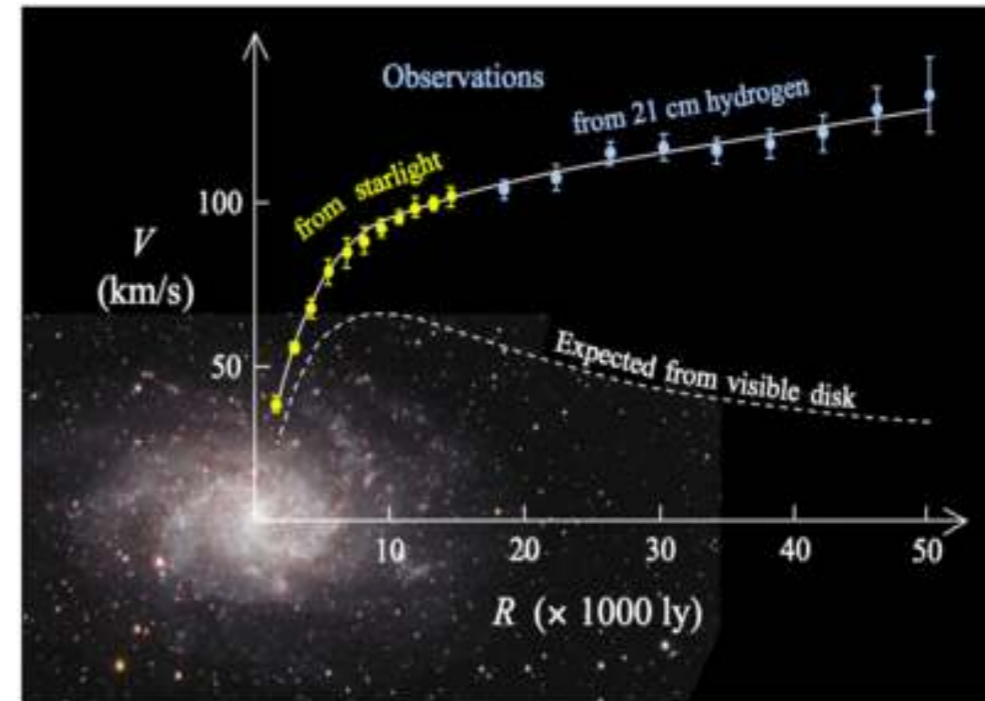 Observations
from 21 cm hydrogen
from starlight
100
V
(km/s)
50
Expected from visible disk
10 20 30 40 50
R (× 1000 ly)